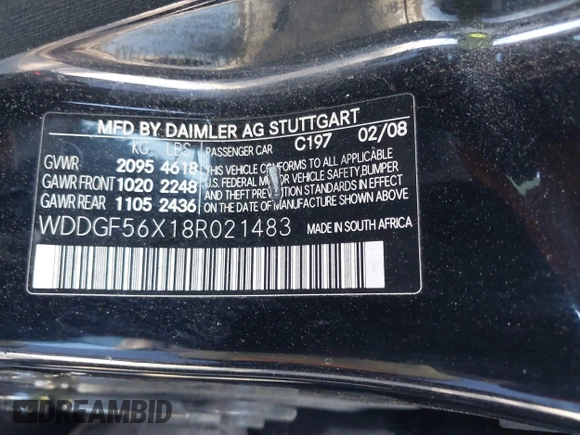 MFD BY DAIMLER AG STUTTGART
KG LBS PASSENGER CAR C197 02/08
GVWR 2095 4618 THIS VEHICLE CONFORMS TO ALL APPLICABLE
GAWR FRONT 1020 2248 U.S. FEDERAL MOTOR VEHICLE SAFETY, BUMPER
GAWR REAR 1105 2436 AND THEFT PREVENTION STANDARDS IN EFFECT
ON THE DATE OF MANUFACTURE SHOWN ABOVE.
WDDGF56X18R021483 MADE IN SOUTH AFRICA
DREAMBID